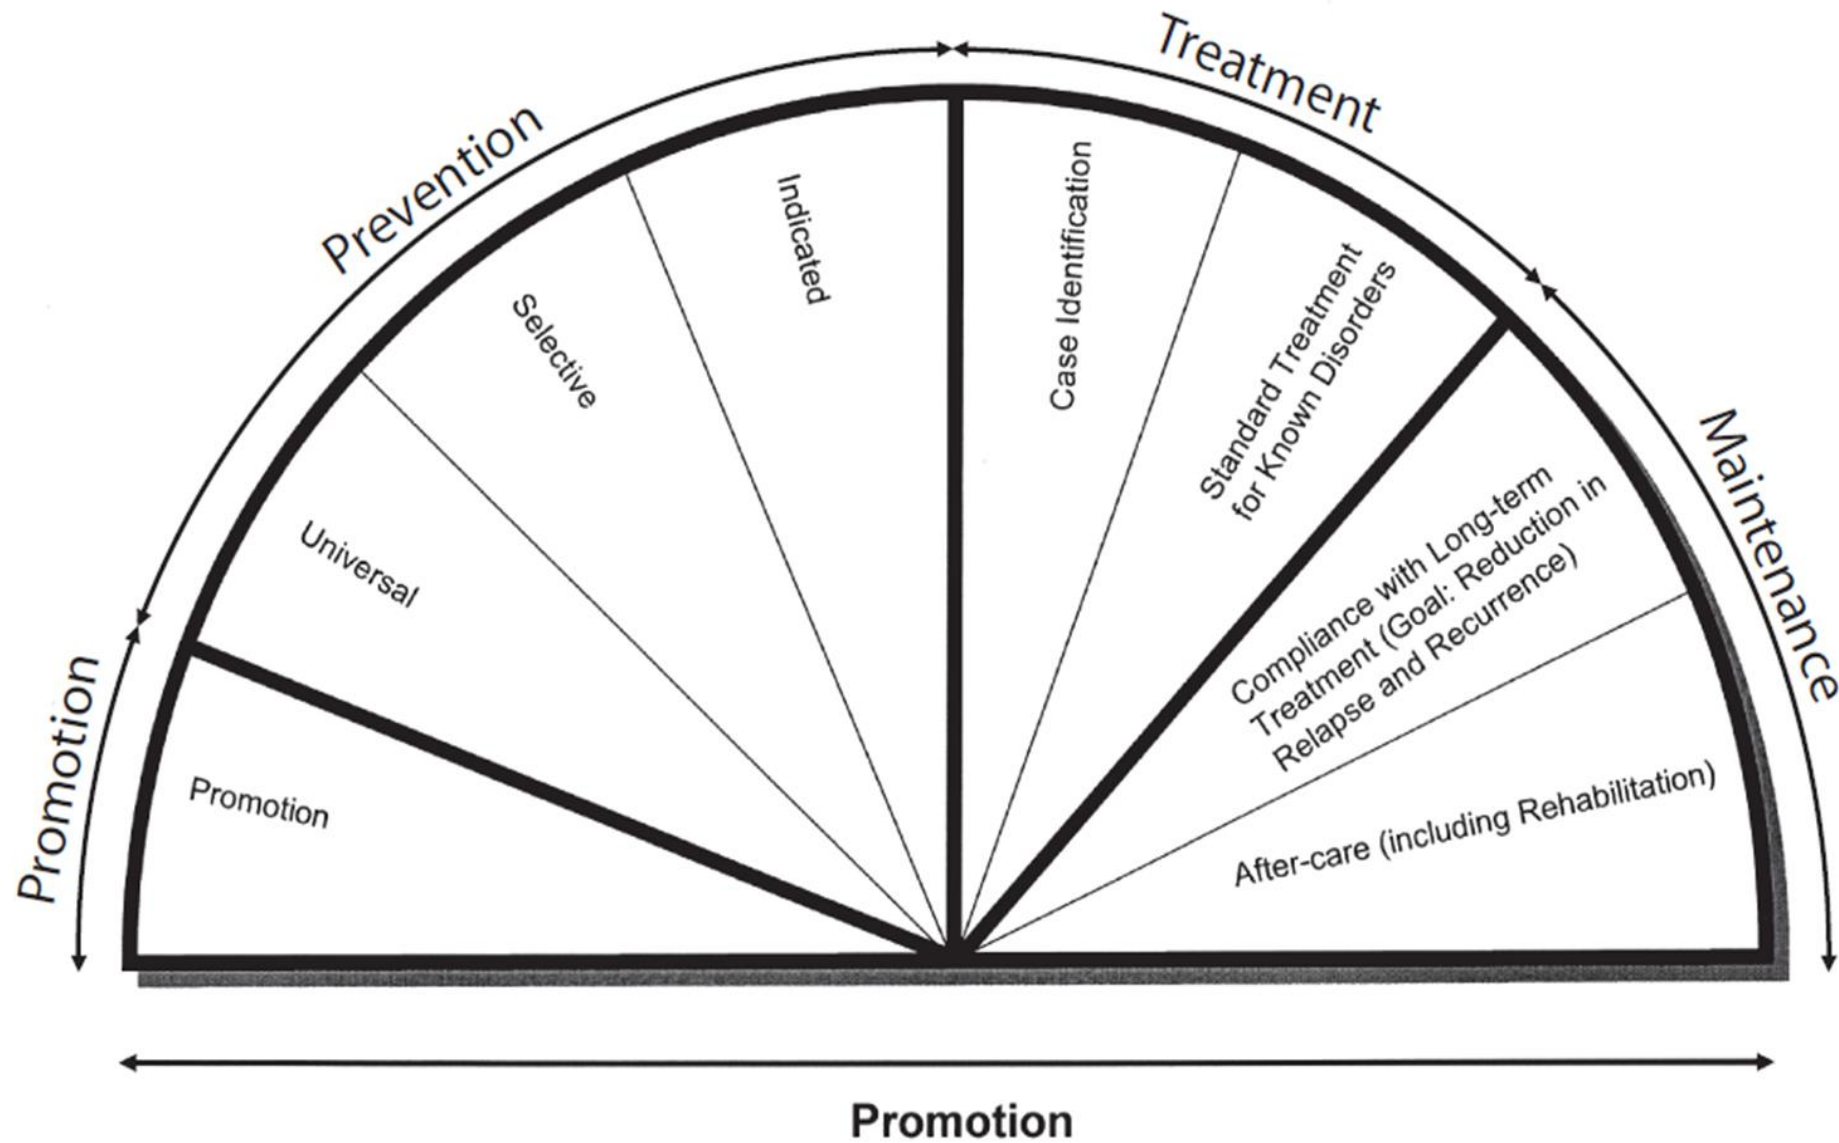 Promotion
Prevention
Treatment
Maintenance
Promotion
Universal
Selective
Indicated
Case Identification
Standard Treatment
for Known Disorders
Compliance with Long-term
Treatment (Goal: Reduction in
Relapse and Recurrence)
After-care (including Rehabilitation)
Promotion